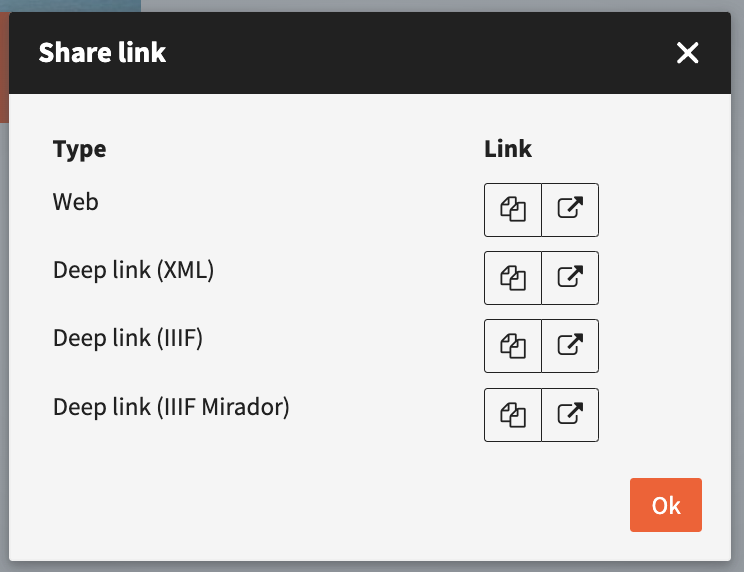 Share link
Type Link
Web
Deep link (XML)
Deep link (IIIF)
Deep link (IIIF Mirador)
Ok